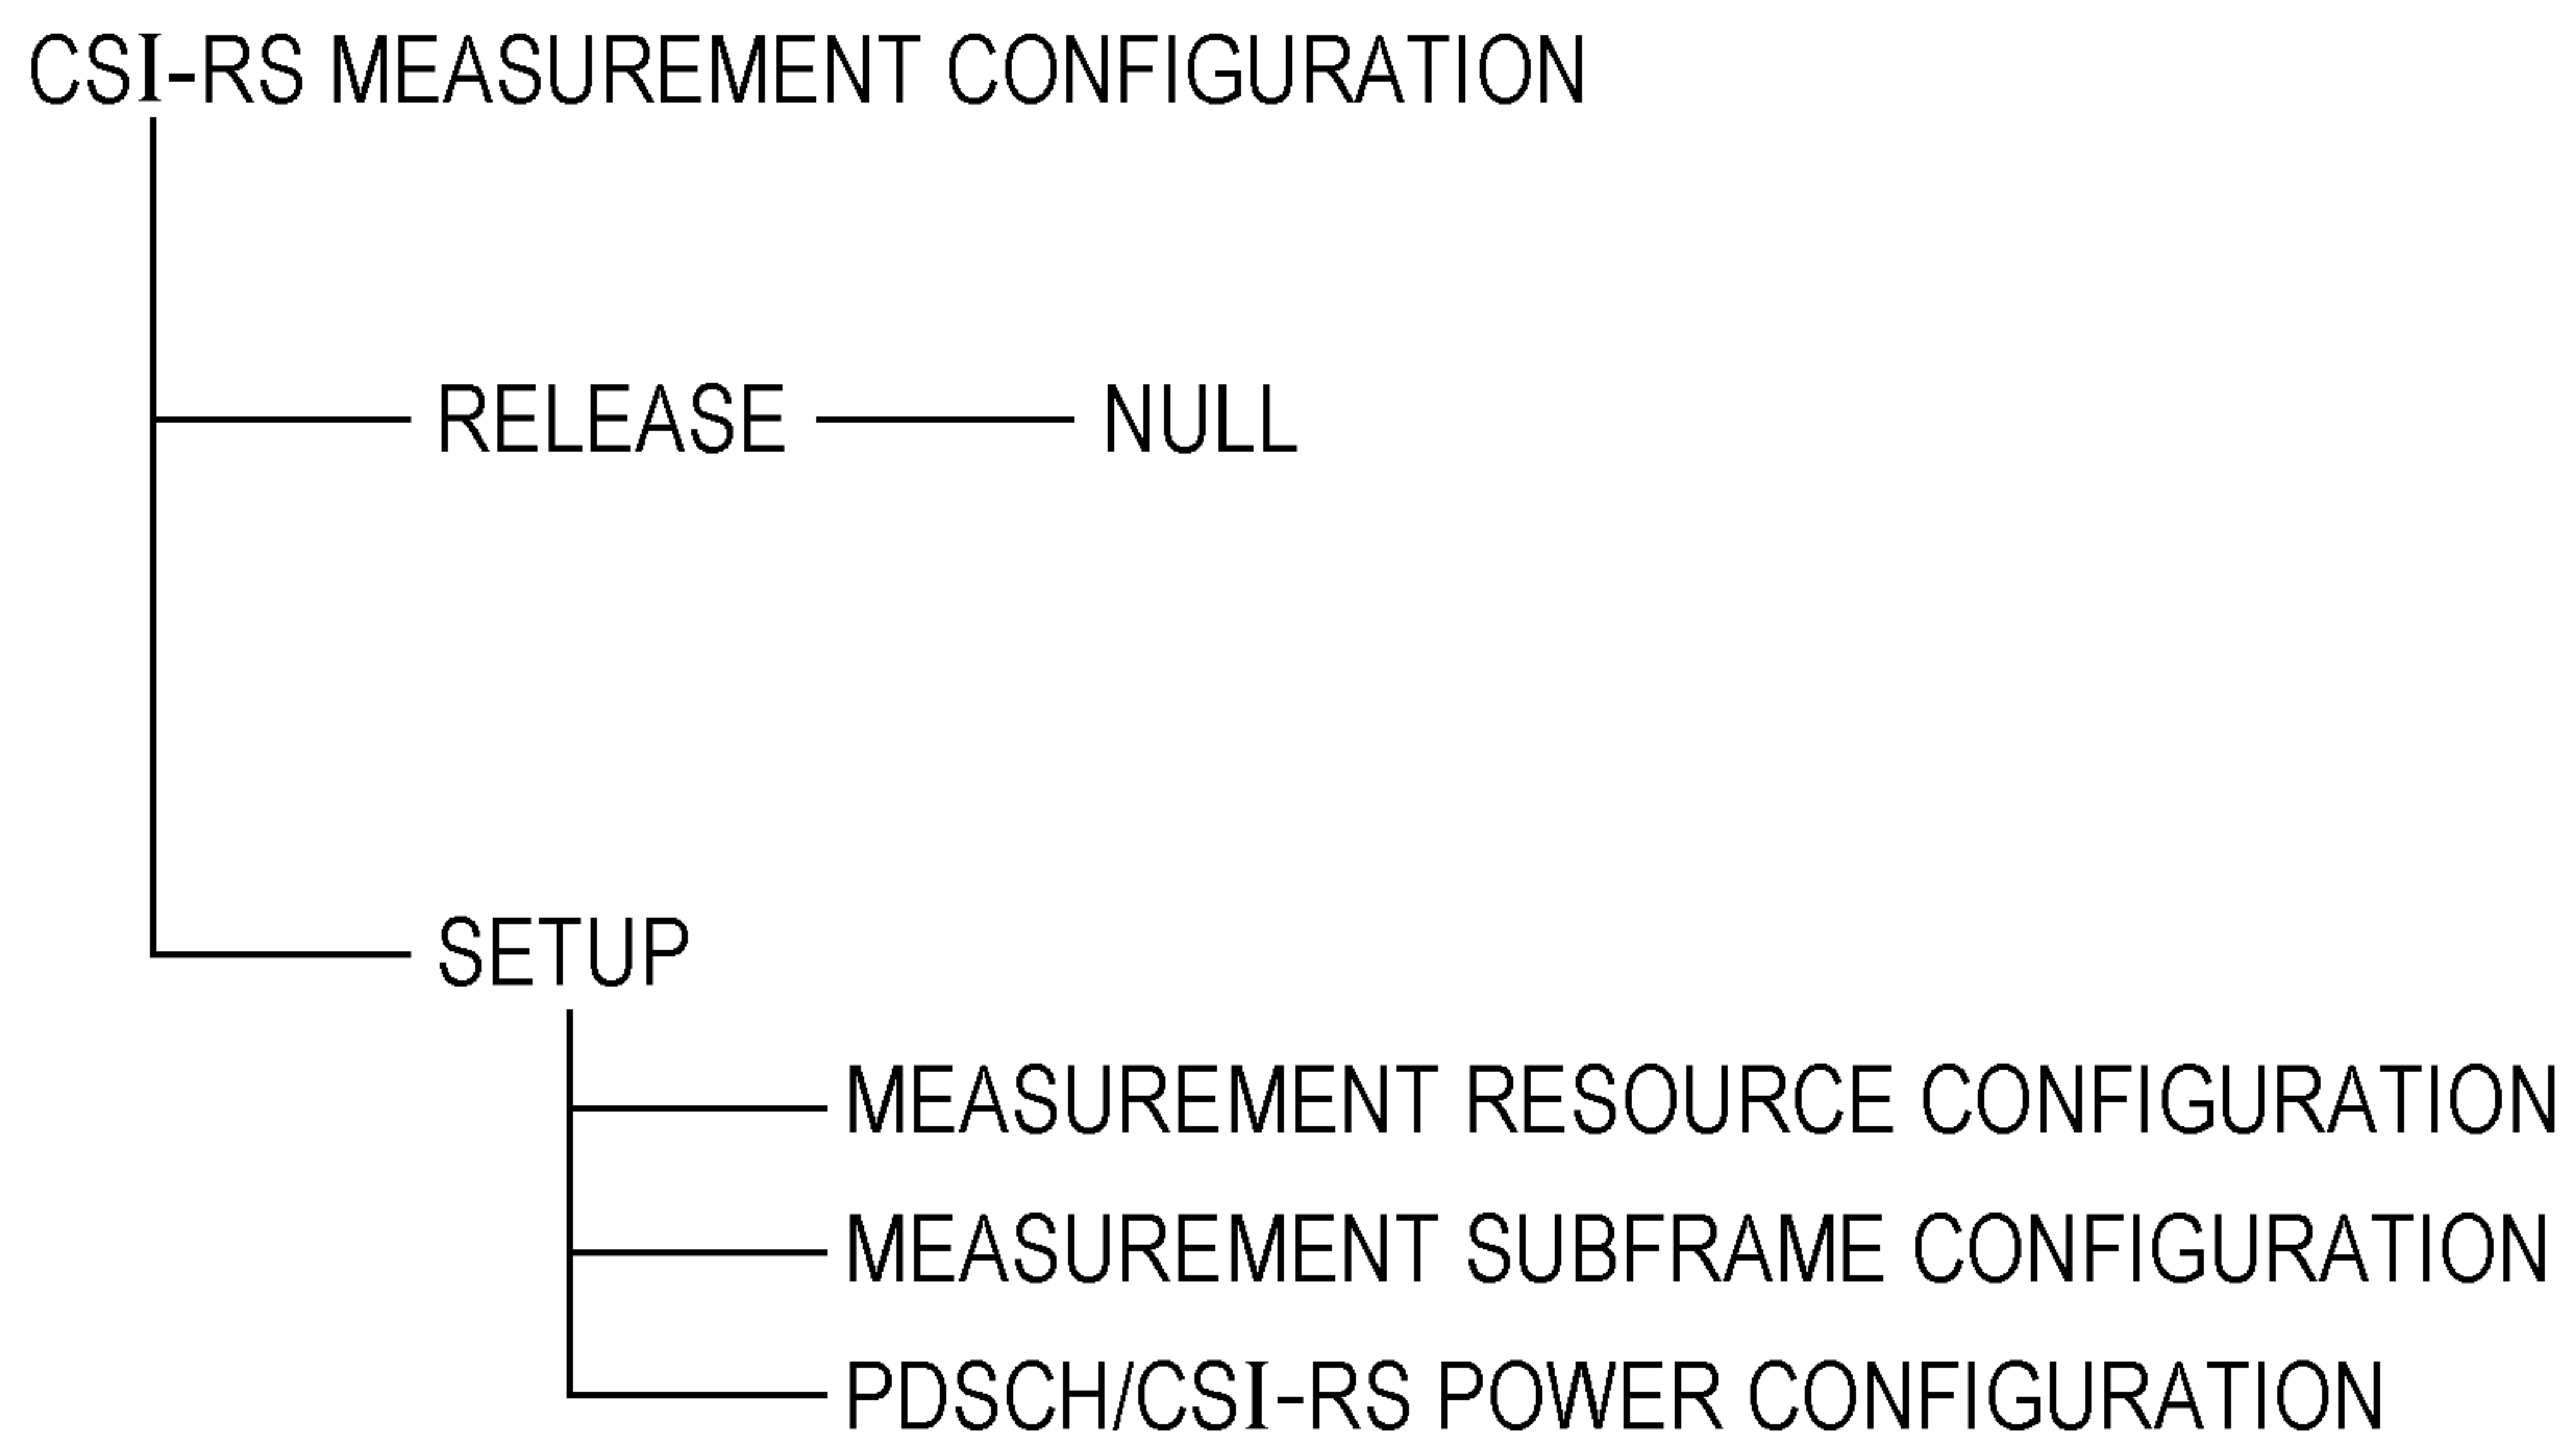 CSI-RS MEASUREMENT CONFIGURATION
RELEASE NULL
SETUP
MEASUREMENT RESOURCE CONFIGURATION
MEASUREMENT SUBFRAME CONFIGURATION
PDSCH/CSI-RS POWER CONFIGURATION